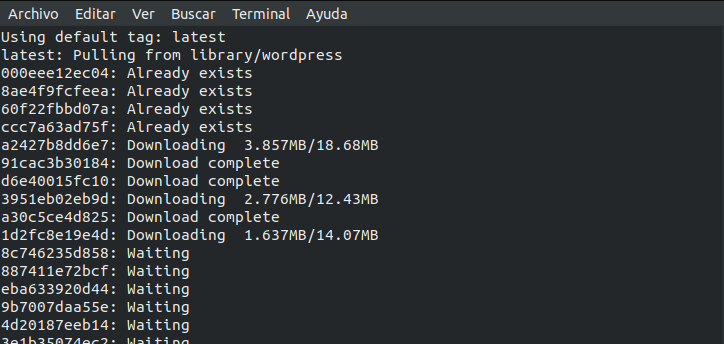 Archivo Editar Ver Buscar Terminal Ayuda
Using default tag: latest
latest: Pulling from library/wordpress
000eee12ec04: Already exists
8ae4f9fcfeea: Already exists
60f22fbbd07a: Already exists
ccc7a63ad75f: Already exists
a2427b8dd6e7: Downloading  3.857MB/18.68MB
91cac3b30184: Download complete
d6e40015fc10: Download complete
3951eb02eb9d: Downloading  2.776MB/12.43MB
a30c5ce4d825: Download complete
1d2fc8e19e4d: Downloading  1.637MB/14.07MB
8c746235d858: Waiting
887411e72bcf: Waiting
eba633920d44: Waiting
9b7007daa55e: Waiting
4d20187eeb14: Waiting
3e1b35074ec2: Waiting